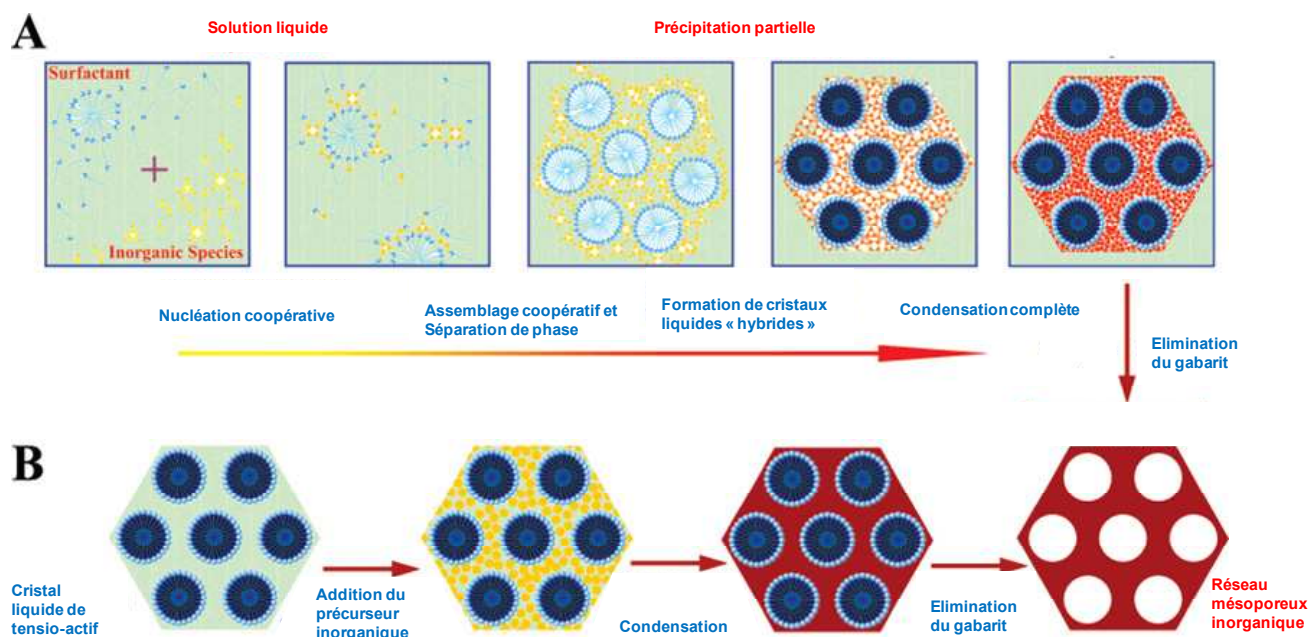 A
Solution liquide
Précipitation partielle
Surfactant
Inorganic Species
Nucléation coopérative
Assemblage coopératif et
Séparation de phase
Formation de cristaux
liquides « hybrides »
Condensation complète
Elimination
du gabarit
B
Cristal
liquide de
tensio-actif
Addition du
précurseur
inorganique
Condensation
Elimination
du gabarit
Réseau
mésoporeux
inorganique